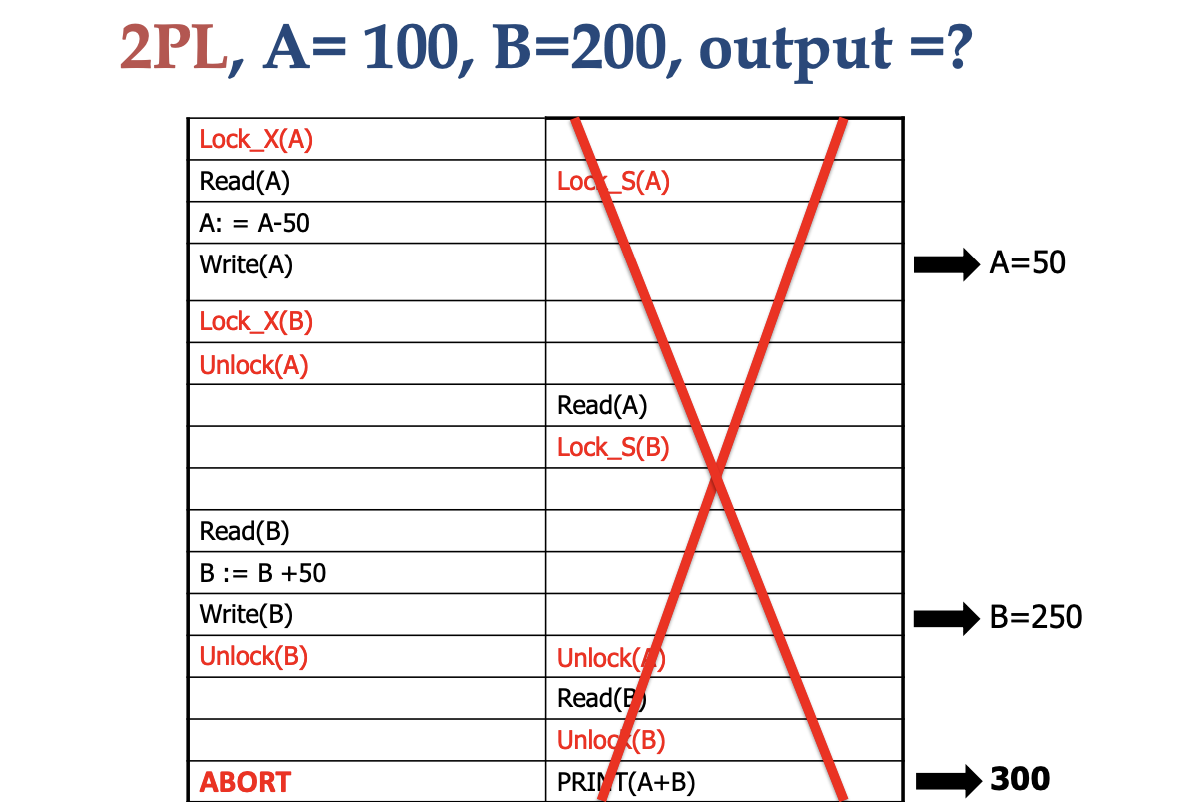 2PL, A= 100, B=200, output =?
Lock_X(A)
Read(A) Lock_S(A)
A: = A-50
Write(A) A=50
Lock_X(B)
Unlock(A)
Read(A)
Lock_S(B)
Read(B)
B := B +50
Write(B) B=250
Unlock(B) Unlock(A)
Read(B)
Unlock(B)
ABORT PRINT(A+B) 300